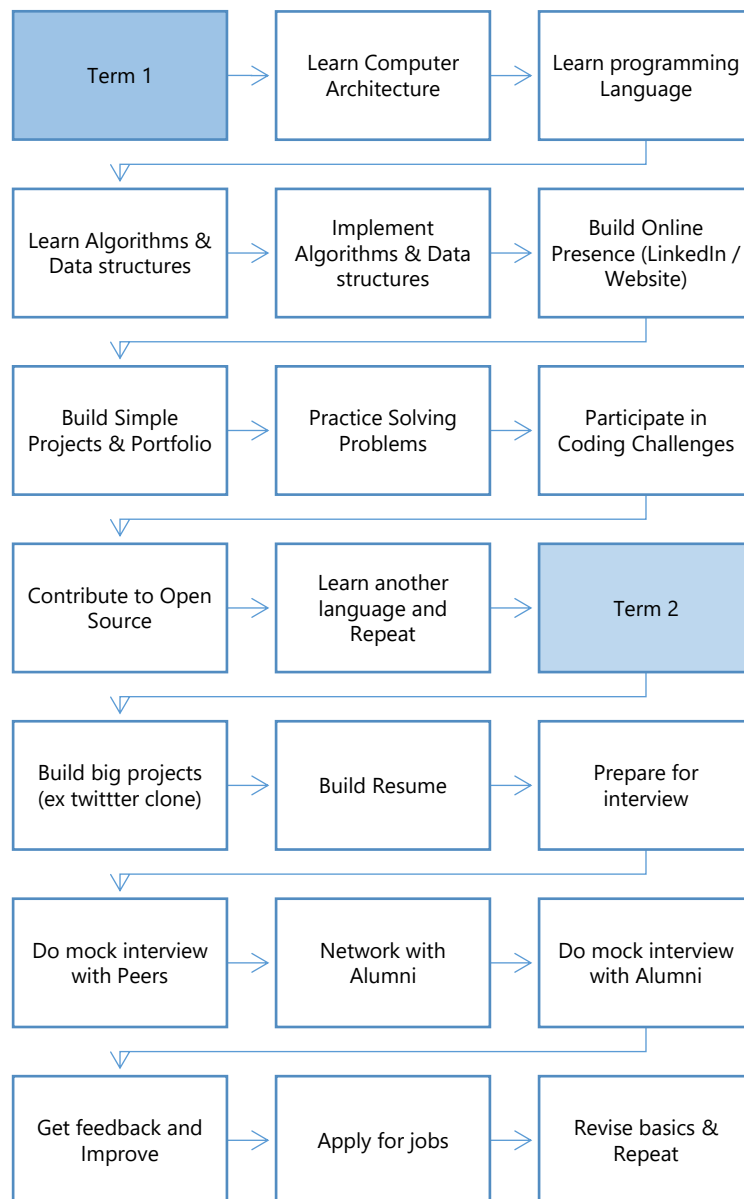 Term 1
Learn Computer
Architecture
Learn programming
Language
Learn Algorithms &
Data structures
Implement
Algorithms & Data
structures
Build Online
Presence (LinkedIn /
Website)
Build Simple
Projects & Portfolio
Practice Solving
Problems
Participate in
Coding Challenges
Contribute to Open
Source
Learn another
language and
Repeat
Term 2
Build big projects
(ex twittter clone)
Build Resume
Prepare for
interview
Do mock interview
with Peers
Network with
Alumni
Do mock interview
with Alumni
Get feedback and
Improve
Apply for jobs
Revise basics &
Repeat